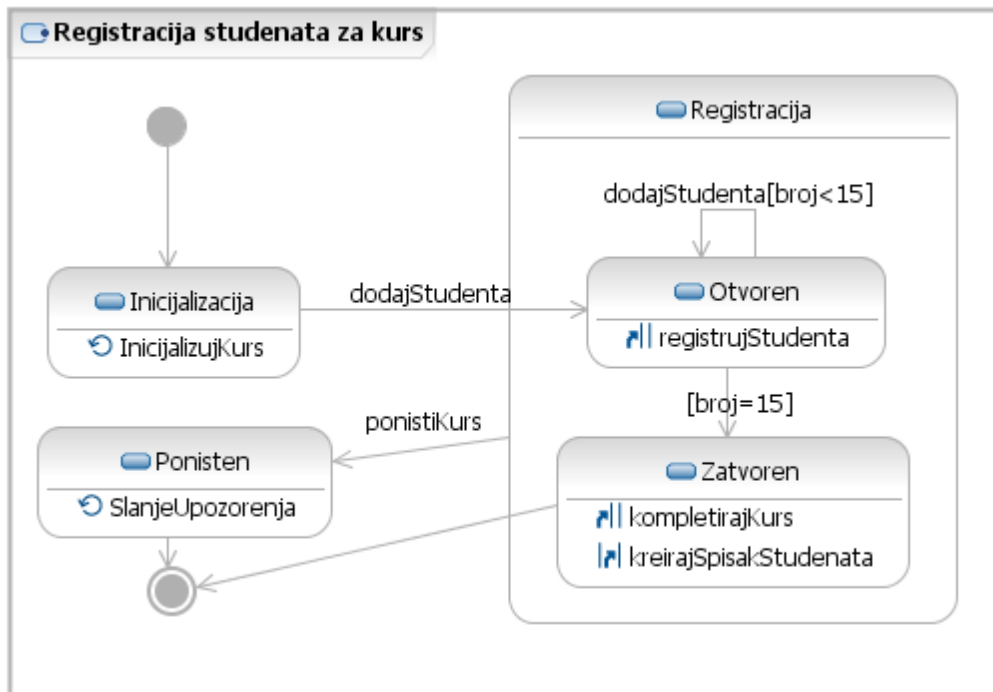 Registracija studenata za kurs
Registracija
dodajStudenta[broj<15]
Inicijalizacija
InicijalizujKurs
dodajStudenta
Otvoren
registrujStudenta
[broj=15]
ponistiKurs
Ponisten
SlanjeUpozorenja
Zatvoren
kompletirajKurs
kreirajSpisakStudenata